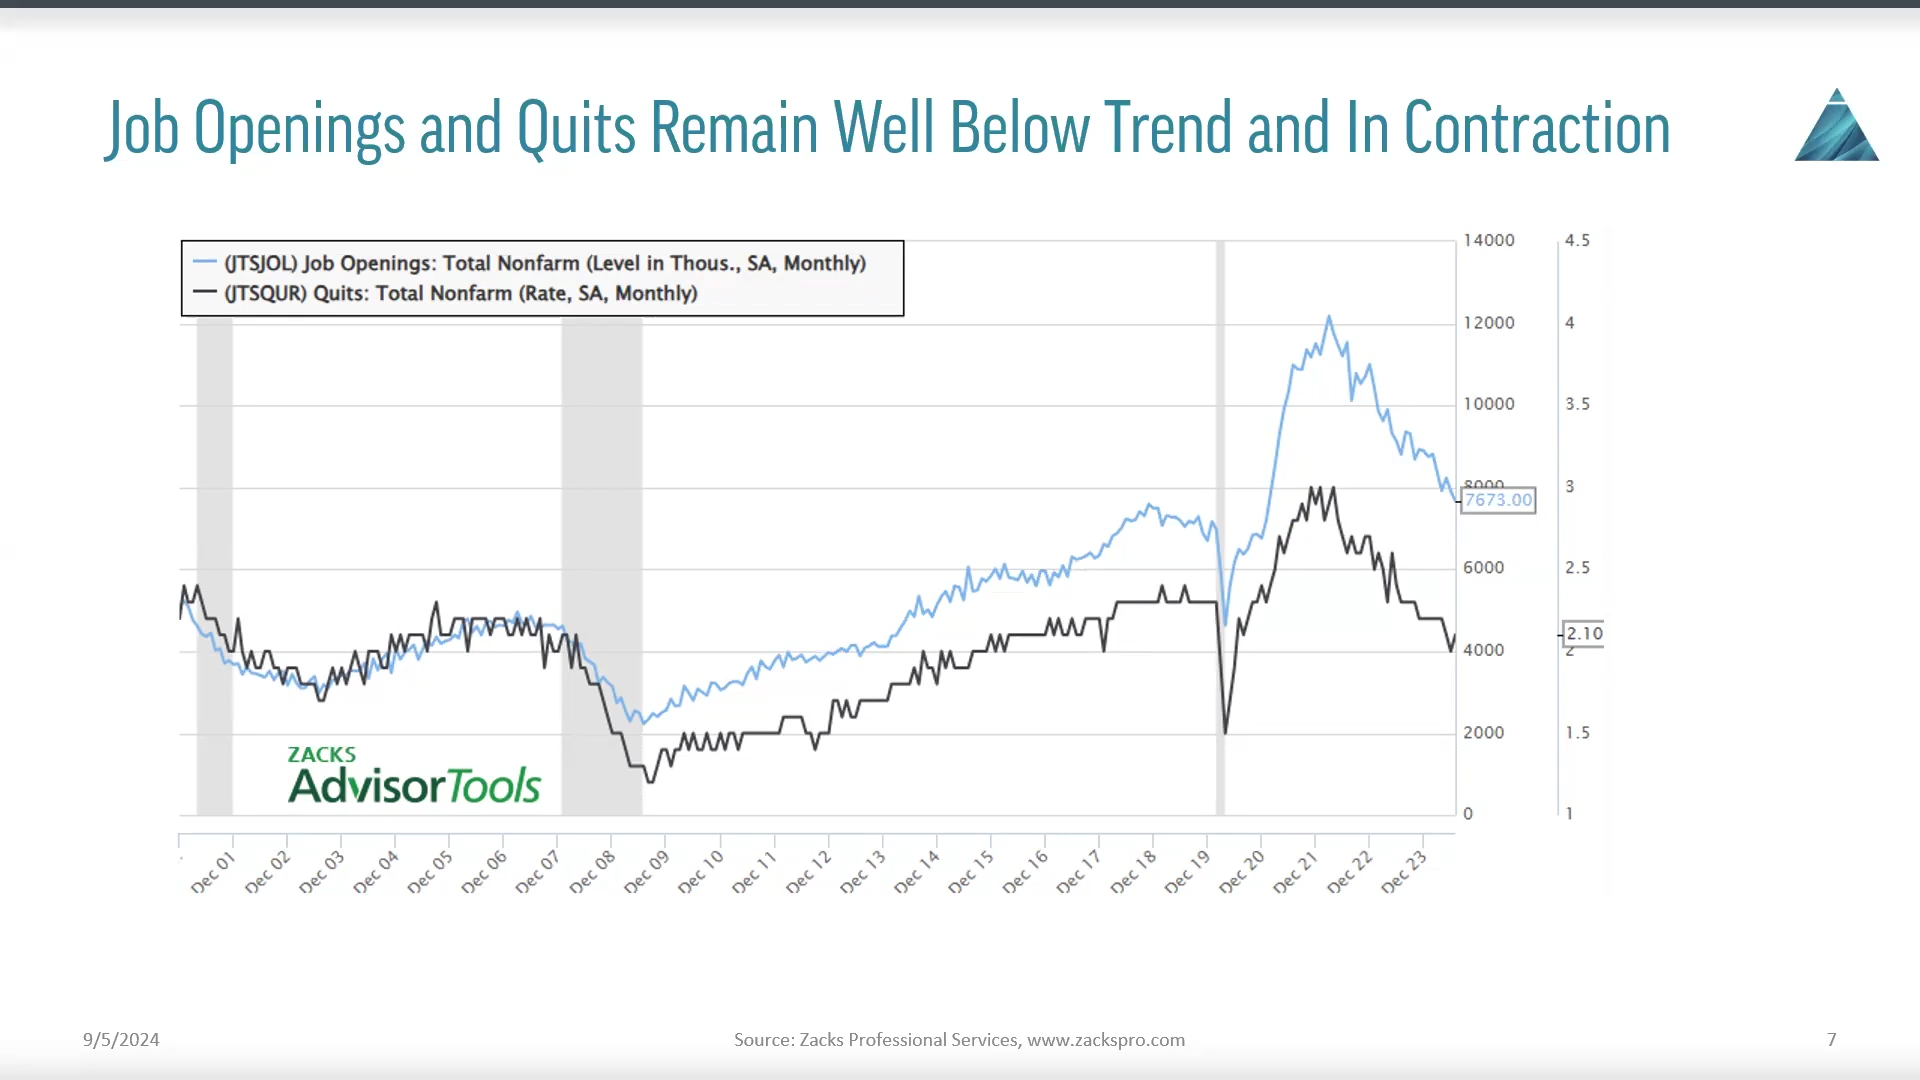 Job Openings and Quits Remain Well Below Trend and In Contraction
(JTSJOL) Job Openings: Total Nonfarm (Level in Thous., SA, Monthly)
(JTSQUR) Quits: Total Nonfarm (Rate, SA, Monthly)
14000
12000
10000
8000
7673.00
6000
4000
2000
0
4.5
4
3.5
3
2.5
2.10
2
1.5
1
ZACKS
AdvisorTools
Dec 01
Dec 02
Dec 03
Dec 04
Dec 05
Dec 06
Dec 07
Dec 08
Dec 09
Dec 10
Dec 11
Dec 12
Dec 13
Dec 14
Dec 15
Dec 16
Dec 17
Dec 18
Dec 19
Dec 20
Dec 21
Dec 22
Dec 23
9/5/2024
Source: Zacks Professional Services, www.zackspro.com
7